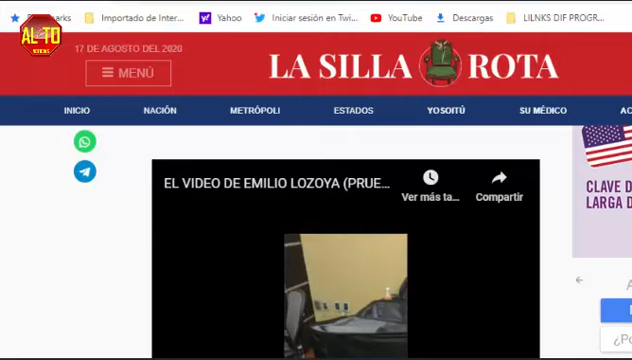 Importado de Inter...
Yahoo
Iniciar sesión en Twi...
YouTube
Descargas
LILNKS DIF PROGR...
AL TO
17 DE AGOSTO DEL 2020
MENÚ
LA SILLA ROTA
INICIO
NACIÓN
METRÓPOLI
ESTADOS
YOSOITÚ
SU MÉDICO
AC
EL VIDEO DE EMILIO LOZOYA (PRUE...
Ver más ta...
Compartir
CLAVE D
LARGA D
¿Po